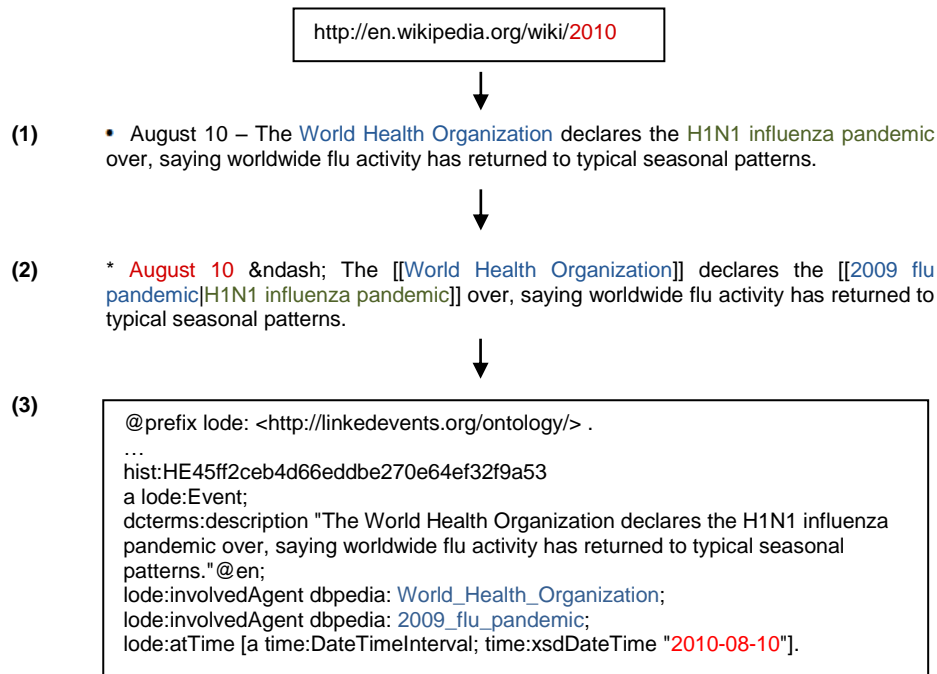 http://en.wikipedia.org/wiki/2010
(1) • August 10 – The World Health Organization declares the H1N1 influenza pandemic
over, saying worldwide flu activity has returned to typical seasonal patterns.
(2) * August 10 &ndash; The [[World Health Organization]] declares the [[2009 flu
pandemic|H1N1 influenza pandemic]] over, saying worldwide flu activity has returned to
typical seasonal patterns.
(3)
@prefix lode: <http://linkedevents.org/ontology/> .
…
hist:HE45ff2ceb4d66eddbe270e64ef32f9a53
a lode:Event;
dcterms:description "The World Health Organization declares the H1N1 influenza
pandemic over, saying worldwide flu activity has returned to typical seasonal
patterns."@en;
lode:involvedAgent dbpedia: World_Health_Organization;
lode:involvedAgent dbpedia: 2009_flu_pandemic;
lode:atTime [a time:DateTimeInterval; time:xsdDateTime "2010-08-10"].